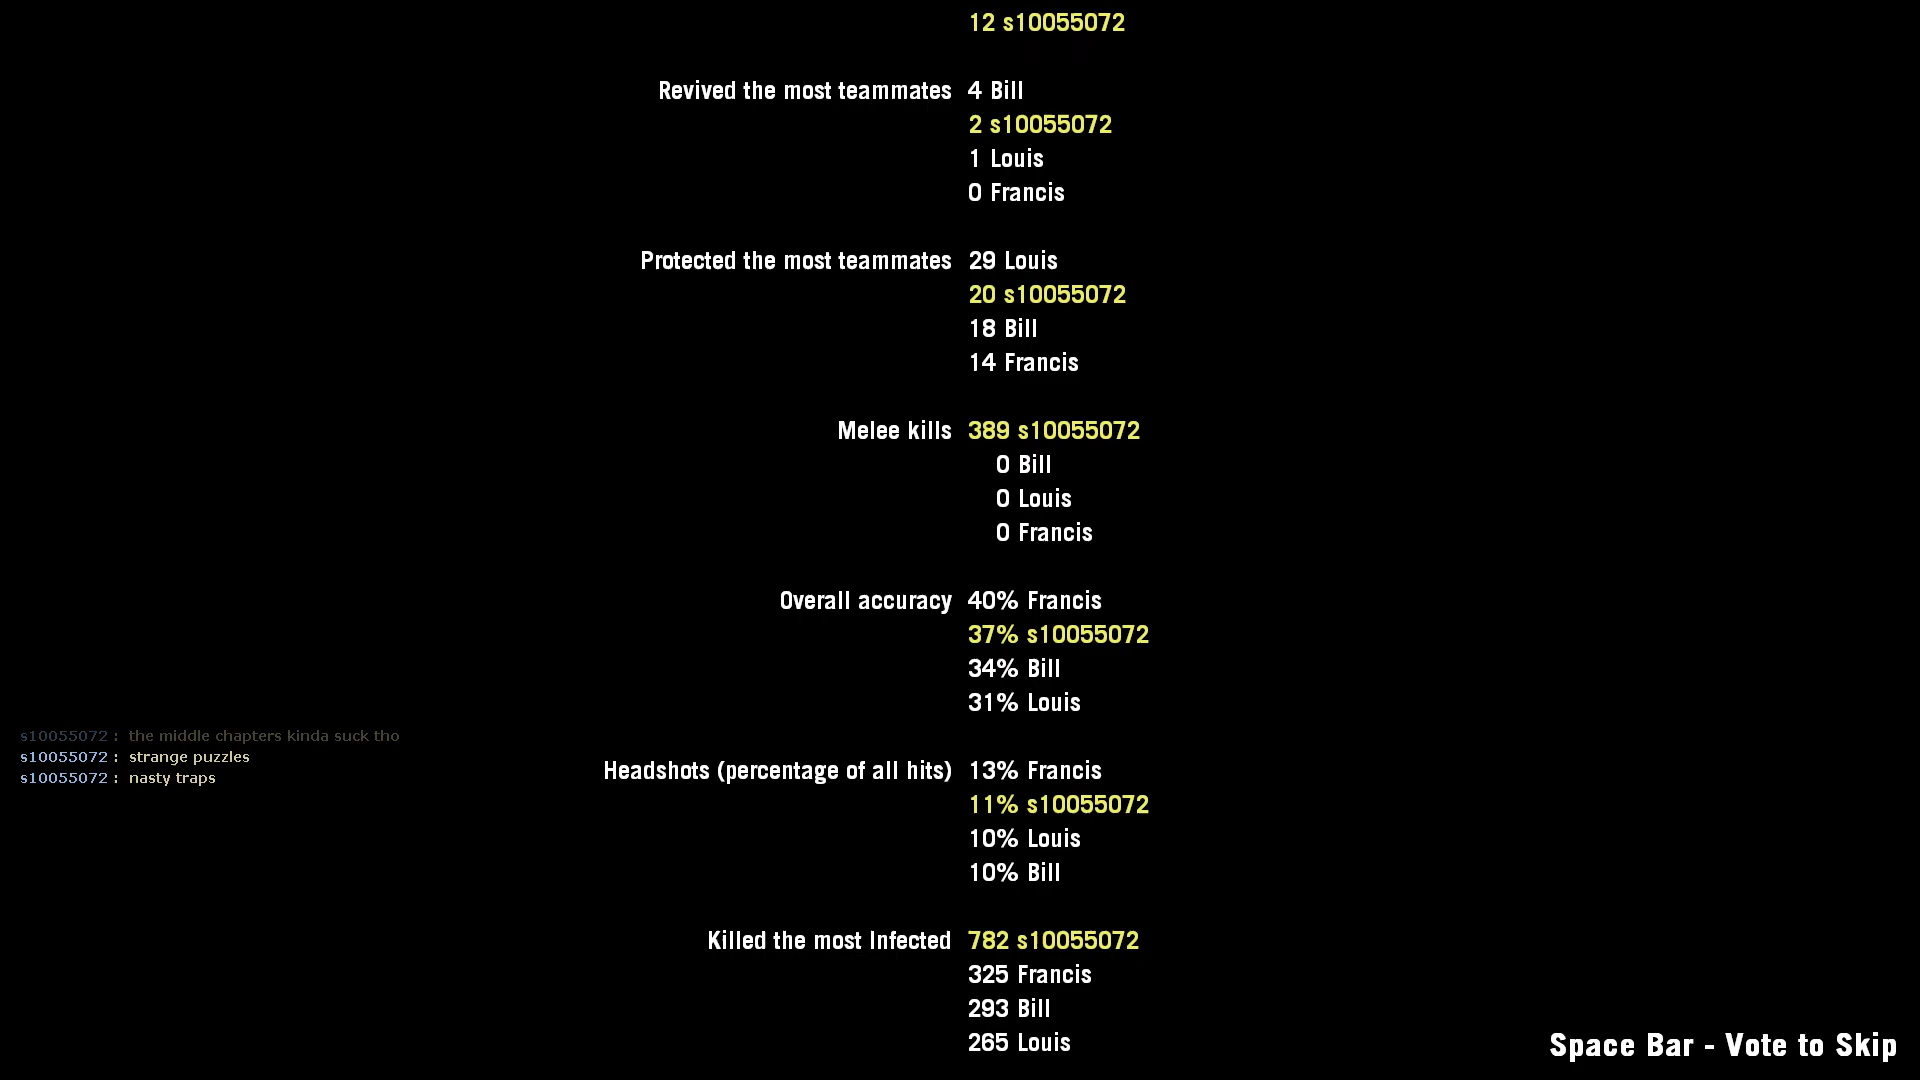 12 s10055072
Revived the most teammates 4 Bill
2 s10055072
1 Louis
0 Francis
Protected the most teammates 29 Louis
20 s10055072
18 Bill
14 Francis
Melee kills 389 s10055072
0 Bill
0 Louis
0 Francis
Overall accuracy 40% Francis
37% s10055072
34% Bill
31% Louis
s10055072 : the middle chapters kinda suck tho
s10055072 : strange puzzles
s10055072 : nasty traps
Headshots (percentage of all hits) 13% Francis
11% s10055072
10% Louis
10% Bill
Killed the most Infected 782 s10055072
325 Francis
293 Bill
265 Louis
Space Bar - Vote to Skip